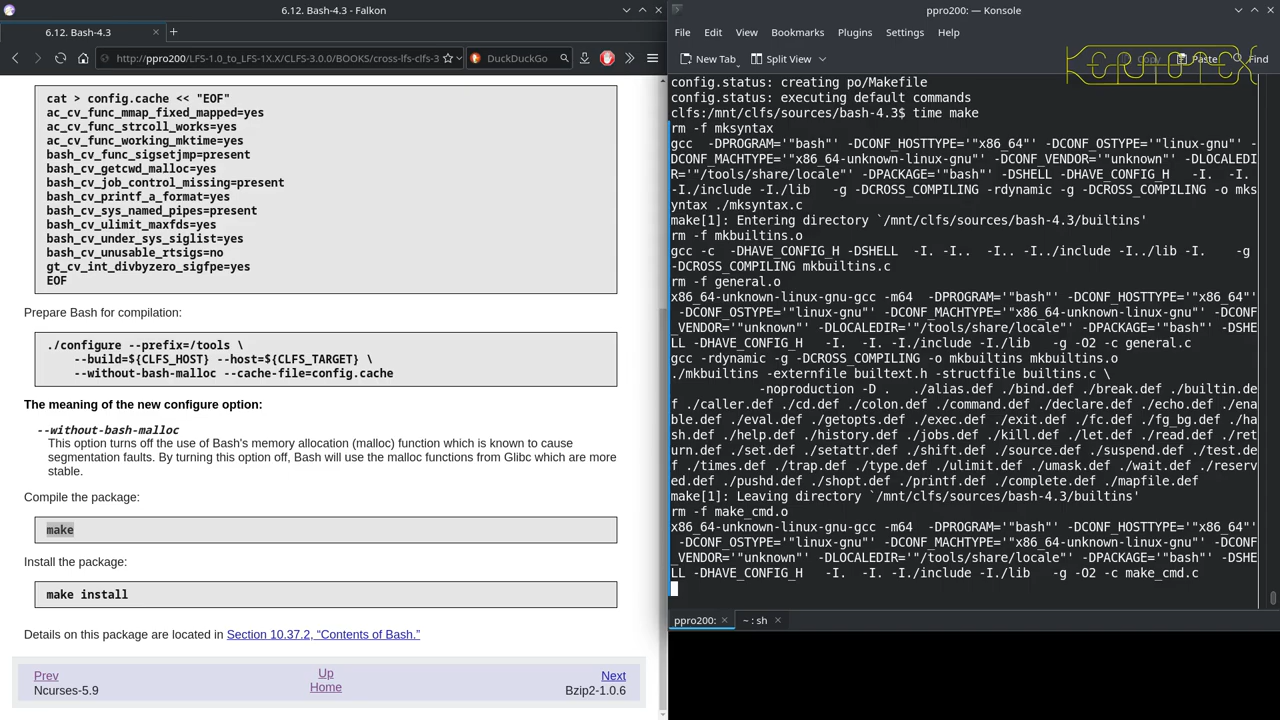 6.12. Bash-4.3 - Falkon
6.12. Bash-4.3
http://ppro200/LFS-1.0_to_LFS-1X.X/CLFS-3.0.0/BOOKS/cross-lfs-clfs-3
DuckDuckGo
cat > config.cache << "EOF"
ac_cv_func_mmap_fixed_mapped=yes
ac_cv_func_strcoll_works=yes
ac_cv_func_working_mktime=yes
bash_cv_func_sigsetjmp=present
bash_cv_getcwd_malloc=yes
bash_cv_job_control_missing=present
bash_cv_printf_a_format=yes
bash_cv_sys_named_pipes=present
bash_cv_ulimit_maxfds=yes
bash_cv_under_sys_siglist=yes
bash_cv_unusable_rtsigs=no
gt_cv_int_divbyzero_sigfpe=yes
EOF
Prepare Bash for compilation:
./configure --prefix=/tools \
--build=${CLFS_HOST} --host=${CLFS_TARGET} \
--without-bash-malloc --cache-file=config.cache
The meaning of the new configure option:
--without-bash-malloc
This option turns off the use of Bash's memory allocation (malloc) function which is known to cause
segmentation faults. By turning this option off, Bash will use the malloc functions from Glibc which are more
stable.
Compile the package:
make
Install the package:
make install
Details on this package are located in Section 10.37.2, “Contents of Bash.”
Prev Up Next
Ncurses-5.9 Home Bzip2-1.0.6
ppro200: — Konsole
File Edit View Bookmarks Plugins Settings Help
New Tab Split View Copy Paste Find
config.status: creating po/Makefile
config.status: executing default commands
clfs:/mnt/clfs/sources/bash-4.3$ time make
rm -f mksyntax
gcc  -DPROGRAM='"bash"' -DCONF_HOSTTYPE='"x86_64"' -DCONF_OSTYPE='"linux-gnu"' -
DCONF_MACHTYPE='"x86_64-unknown-linux-gnu"' -DCONF_VENDOR='"unknown"' -DLOCALEDI
R='"/tools/share/locale"' -DPACKAGE='"bash"' -DSHELL -DHAVE_CONFIG_H   -I.  -I.
-I./include -I./lib   -g -DCROSS_COMPILING -rdynamic -g -DCROSS_COMPILING -o mks
yntax ./mksyntax.c
make[1]: Entering directory `/mnt/clfs/sources/bash-4.3/builtins'
rm -f mkbuiltins.o
gcc -c  -DHAVE_CONFIG_H -DSHELL  -I. -I..  -I.. -I../include -I../lib -I.   -g
-DCROSS_COMPILING mkbuiltins.c
rm -f general.o
x86_64-unknown-linux-gnu-gcc -m64  -DPROGRAM='"bash"' -DCONF_HOSTTYPE='"x86_64"'
-DCONF_OSTYPE='"linux-gnu"' -DCONF_MACHTYPE='"x86_64-unknown-linux-gnu"' -DCONF
_VENDOR='"unknown"' -DLOCALEDIR='"/tools/share/locale"' -DPACKAGE='"bash"' -DSHE
LL -DHAVE_CONFIG_H   -I.  -I. -I./include -I./lib   -g -O2 -c general.c
gcc -rdynamic -g -DCROSS_COMPILING -o mkbuiltins mkbuiltins.o
./mkbuiltins -externfile builtext.h -structfile builtins.c \
-noproduction -D . ./alias.def ./bind.def ./break.def ./builtin.de
f ./caller.def ./cd.def ./colon.def ./command.def ./declare.def ./echo.def ./ena
ble.def ./eval.def ./getopts.def ./exec.def ./exit.def ./fc.def ./fg_bg.def ./ha
sh.def ./help.def ./history.def ./jobs.def ./kill.def ./let.def ./read.def ./ret
urn.def ./set.def ./setattr.def ./shift.def ./source.def ./suspend.def ./test.de
f ./times.def ./trap.def ./type.def ./ulimit.def ./umask.def ./wait.def ./reserv
ed.def ./pushd.def ./shopt.def ./printf.def ./complete.def ./mapfile.def
make[1]: Leaving directory `/mnt/clfs/sources/bash-4.3/builtins'
rm -f make_cmd.o
x86_64-unknown-linux-gnu-gcc -m64  -DPROGRAM='"bash"' -DCONF_HOSTTYPE='"x86_64"'
-DCONF_OSTYPE='"linux-gnu"' -DCONF_MACHTYPE='"x86_64-unknown-linux-gnu"' -DCONF
_VENDOR='"unknown"' -DLOCALEDIR='"/tools/share/locale"' -DPACKAGE='"bash"' -DSHE
LL -DHAVE_CONFIG_H   -I.  -I. -I./include -I./lib   -g -O2 -c make_cmd.c
ppro200: ~ : sh